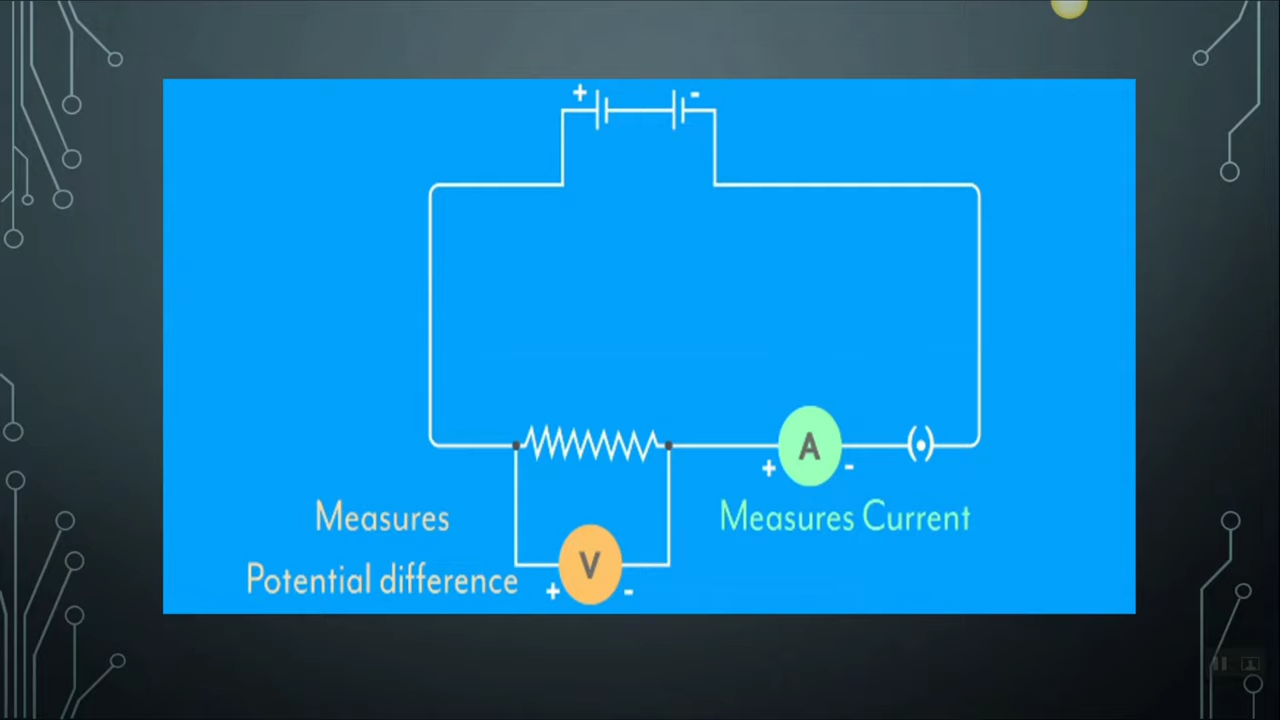 + -
A
+ -
Measures
Measures Current
V
Potential difference
+ -